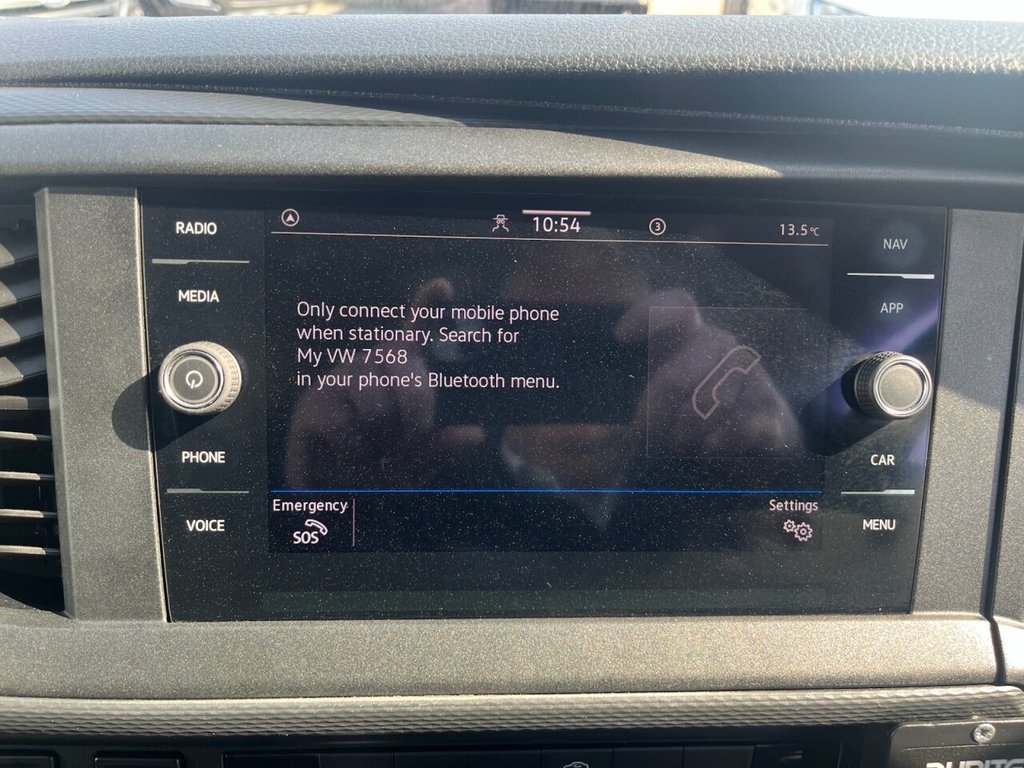 RADIO
MEDIA
PHONE
VOICE
10:54
3
13.5°C
Only connect your mobile phone
when stationary. Search for
My VW 7568
in your phone's Bluetooth menu.
Emergency
SOS
Settings
NAV
APP
CAR
MENU